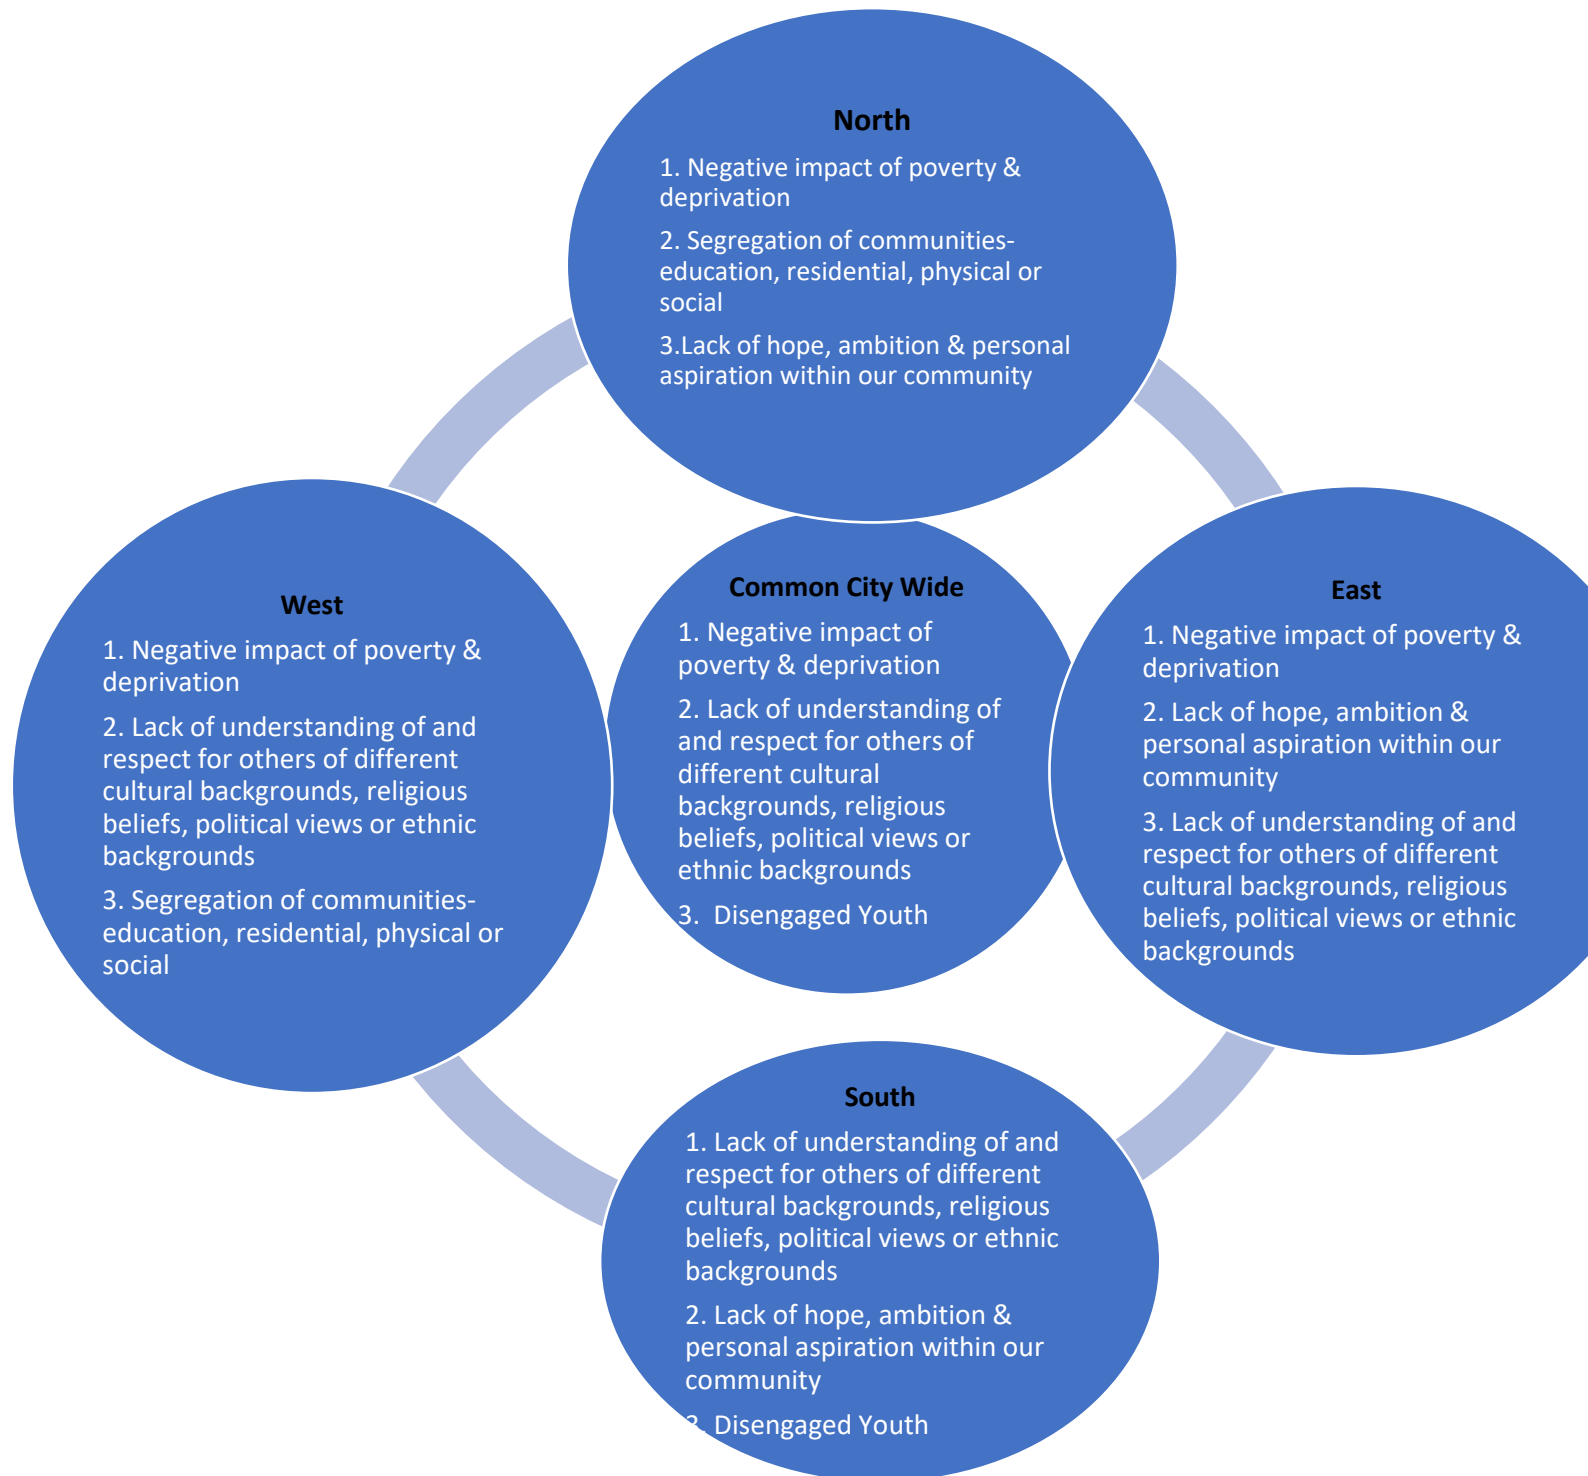 North
1. Negative impact of poverty &
deprivation
2. Segregation of communities-
education, residential, physical or
social
3.Lack of hope, ambition & personal
aspiration within our community
West
1. Negative impact of poverty &
deprivation
2. Lack of understanding of and
respect for others of different
cultural backgrounds, religious
beliefs, political views or ethnic
backgrounds
3. Segregation of communities-
education, residential, physical or
social
Common City Wide
1. Negative impact of
poverty & deprivation
2. Lack of understanding of
and respect for others of
different cultural
backgrounds, religious
beliefs, political views or
ethnic backgrounds
3. Disengaged Youth
East
1. Negative impact of poverty &
deprivation
2. Lack of hope, ambition &
personal aspiration within our
community
3. Lack of understanding of and
respect for others of different
cultural backgrounds, religious
beliefs, political views or ethnic
backgrounds
South
1. Lack of understanding of and
respect for others of different
cultural backgrounds, religious
beliefs, political views or ethnic
backgrounds
2. Lack of hope, ambition &
personal aspiration within our
community
3. Disengaged Youth